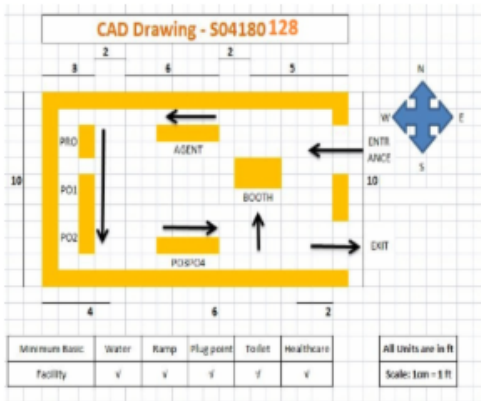 CAD Drawing - S04180 128
2 2
3 6 5
N
W E
S
PRO
AGENT
ENTR
ANCE
10
PO1
10
BOOTH
PO2
EXIT
PO3PO4
4 6 2
Minimum Basic Water Ramp Plug point Toilet Healthcare
Facility √ √ √ √ √
All Units are in ft
Scale: 1cm = 1 ft